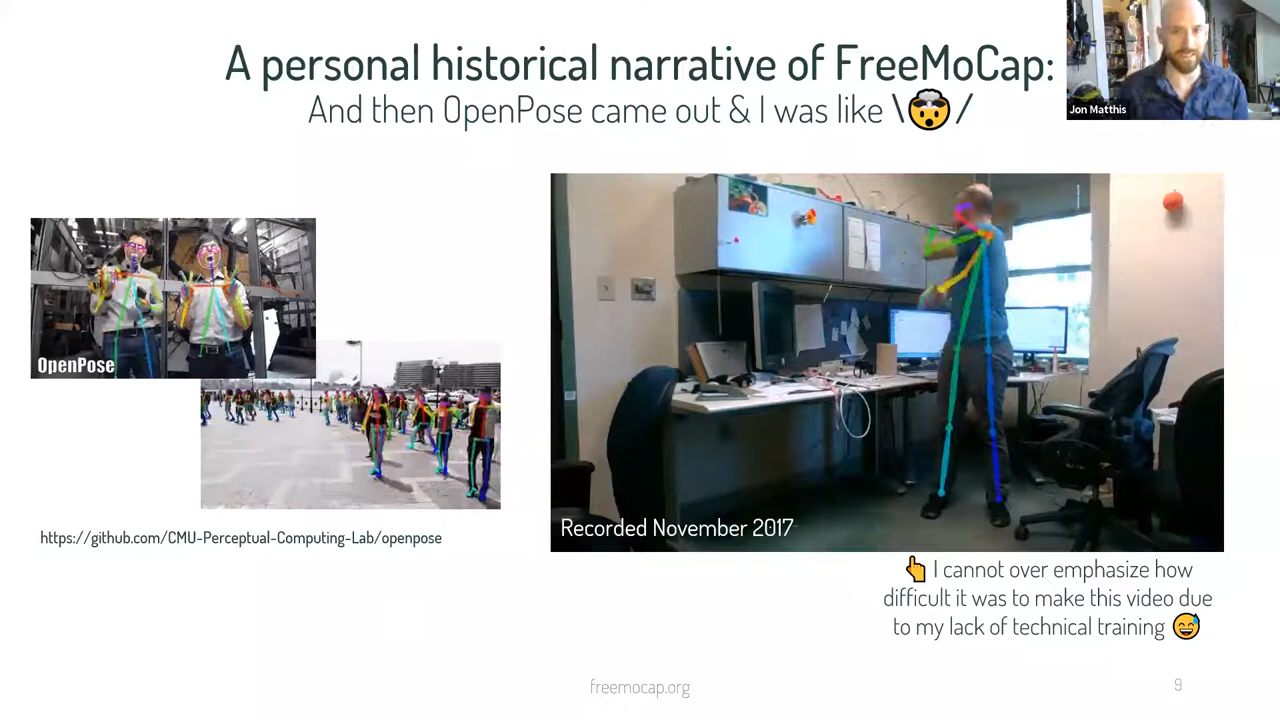 A personal historical narrative of FreeMoCap:
And then OpenPose came out & I was like \🤯/
Jon Matthis
OpenPose
https://github.com/CMU-Perceptual-Computing-Lab/openpose
Recorded November 2017
👆 I cannot over emphasize how
difficult it was to make this video due
to my lack of technical training 😅
freemocap.org
9